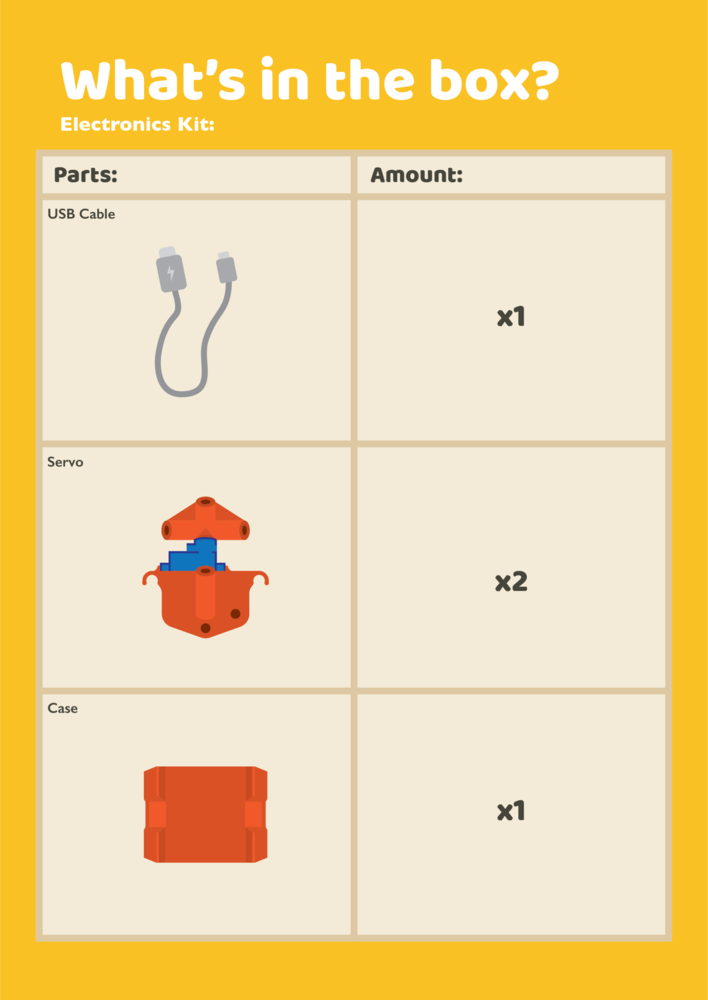 What's in the box?
Electronics Kit:
Parts: Amount:
USB Cable
x1
Servo
x2
Case
x1